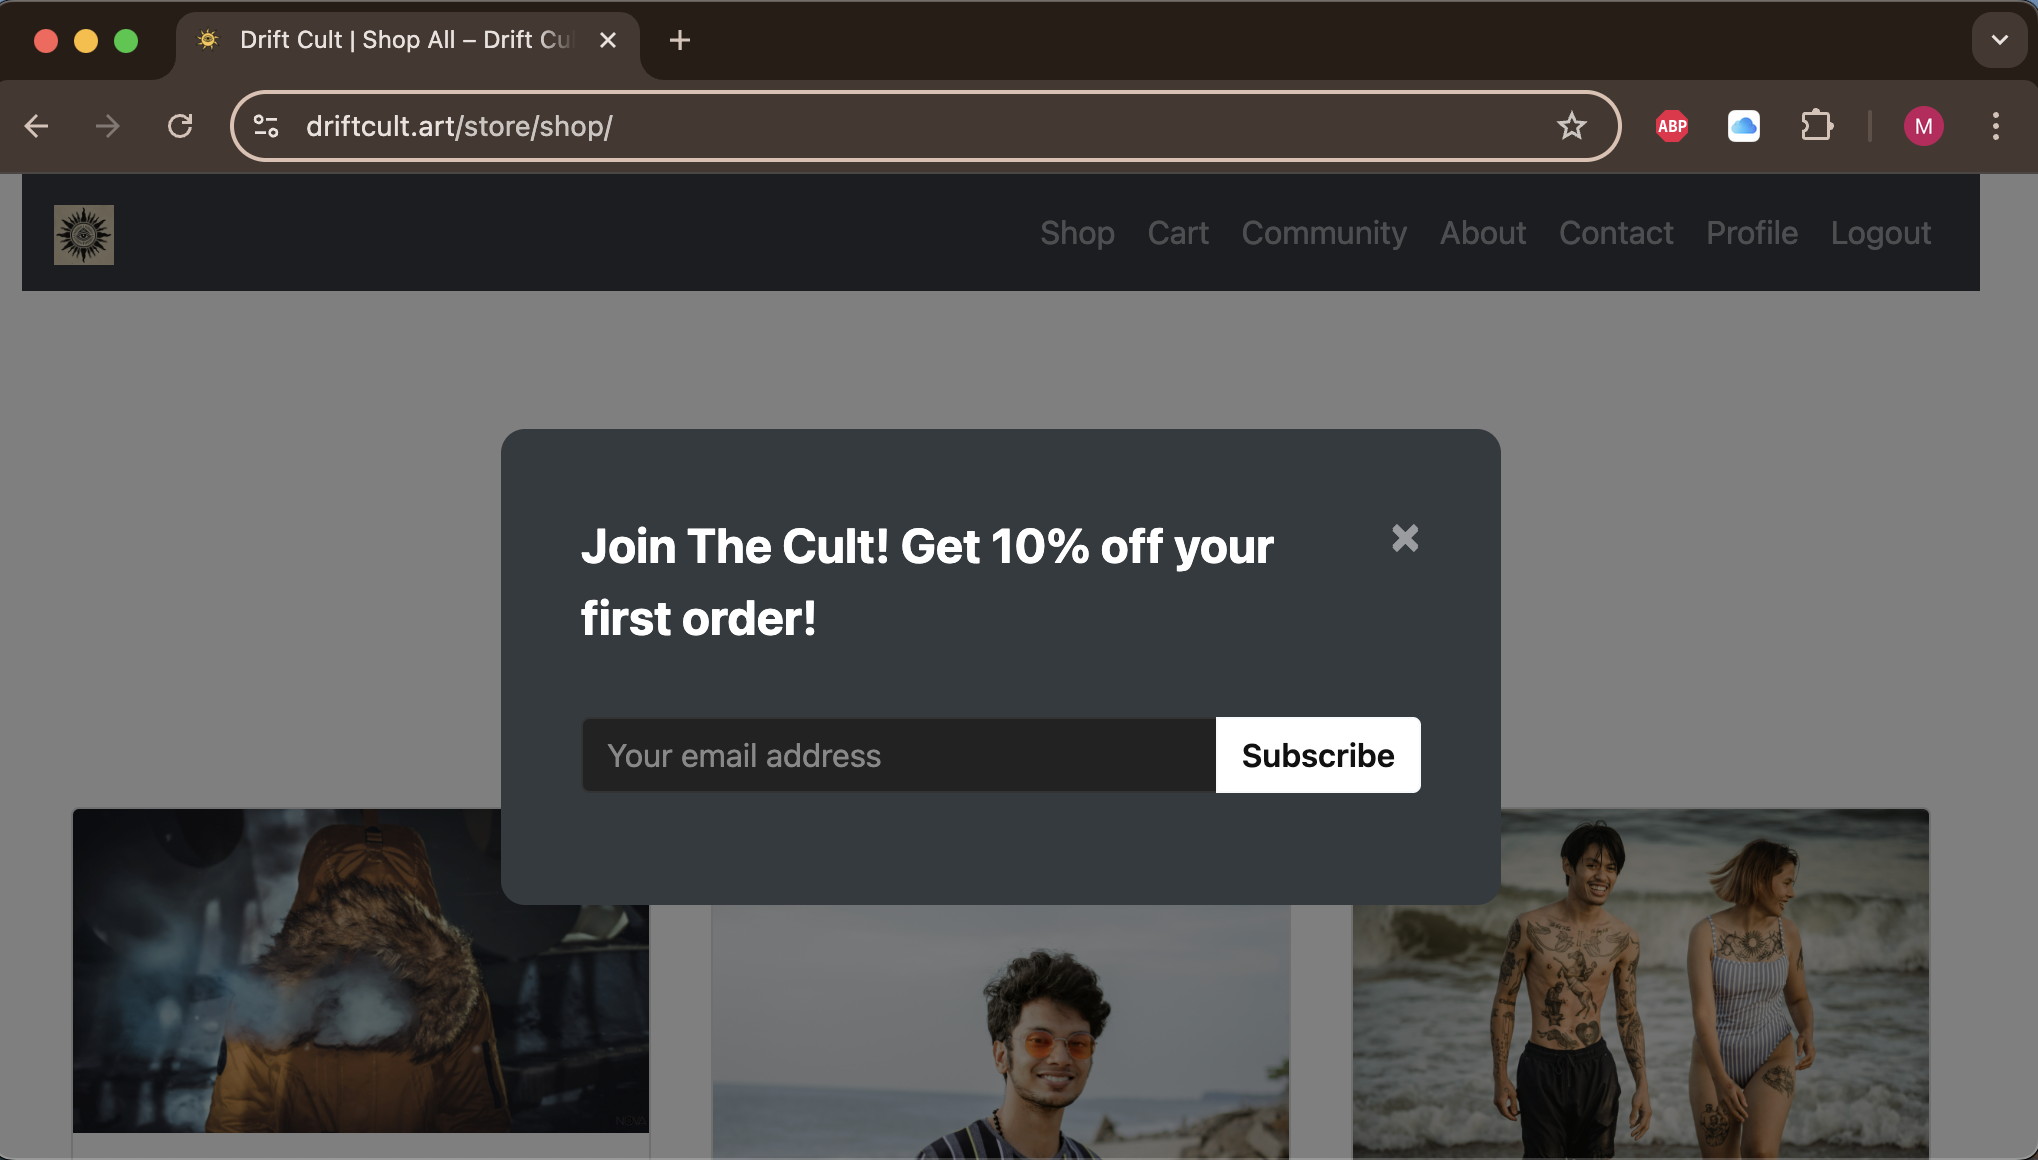 Drift Cult | Shop All – Drift Cul
driftcult.art/store/shop/
ABP
M
Shop Cart Community About Contact Profile Logout
Join The Cult! Get 10% off your
first order!
Your email address
Subscribe